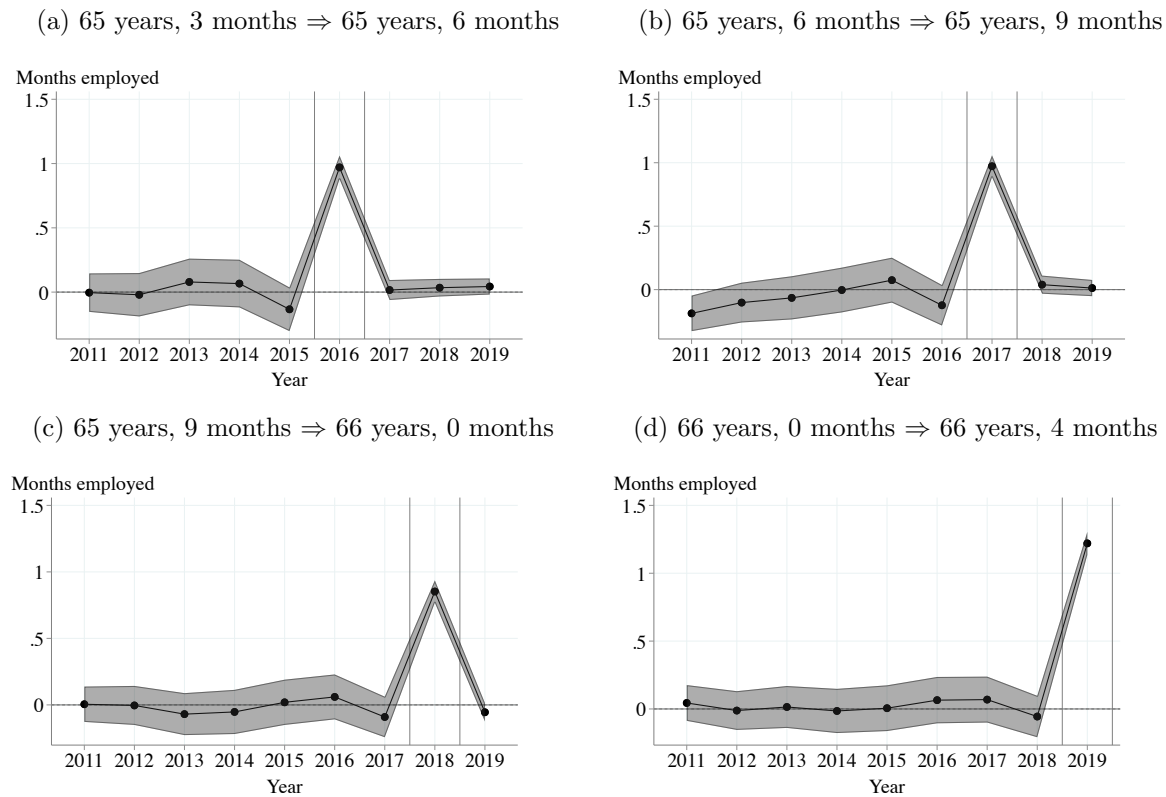 (a) 65 years, 3 months ⇒ 65 years, 6 months
Months employed
1.5
1
.5
0
2011 2012 2013 2014 2015 2016 2017 2018 2019
Year
(b) 65 years, 6 months ⇒ 65 years, 9 months
Months employed
1.5
1
.5
0
2011 2012 2013 2014 2015 2016 2017 2018 2019
Year
(c) 65 years, 9 months ⇒ 66 years, 0 months
Months employed
1.5
1
.5
0
2011 2012 2013 2014 2015 2016 2017 2018 2019
Year
(d) 66 years, 0 months ⇒ 66 years, 4 months
Months employed
1.5
1
.5
0
2011 2012 2013 2014 2015 2016 2017 2018 2019
Year